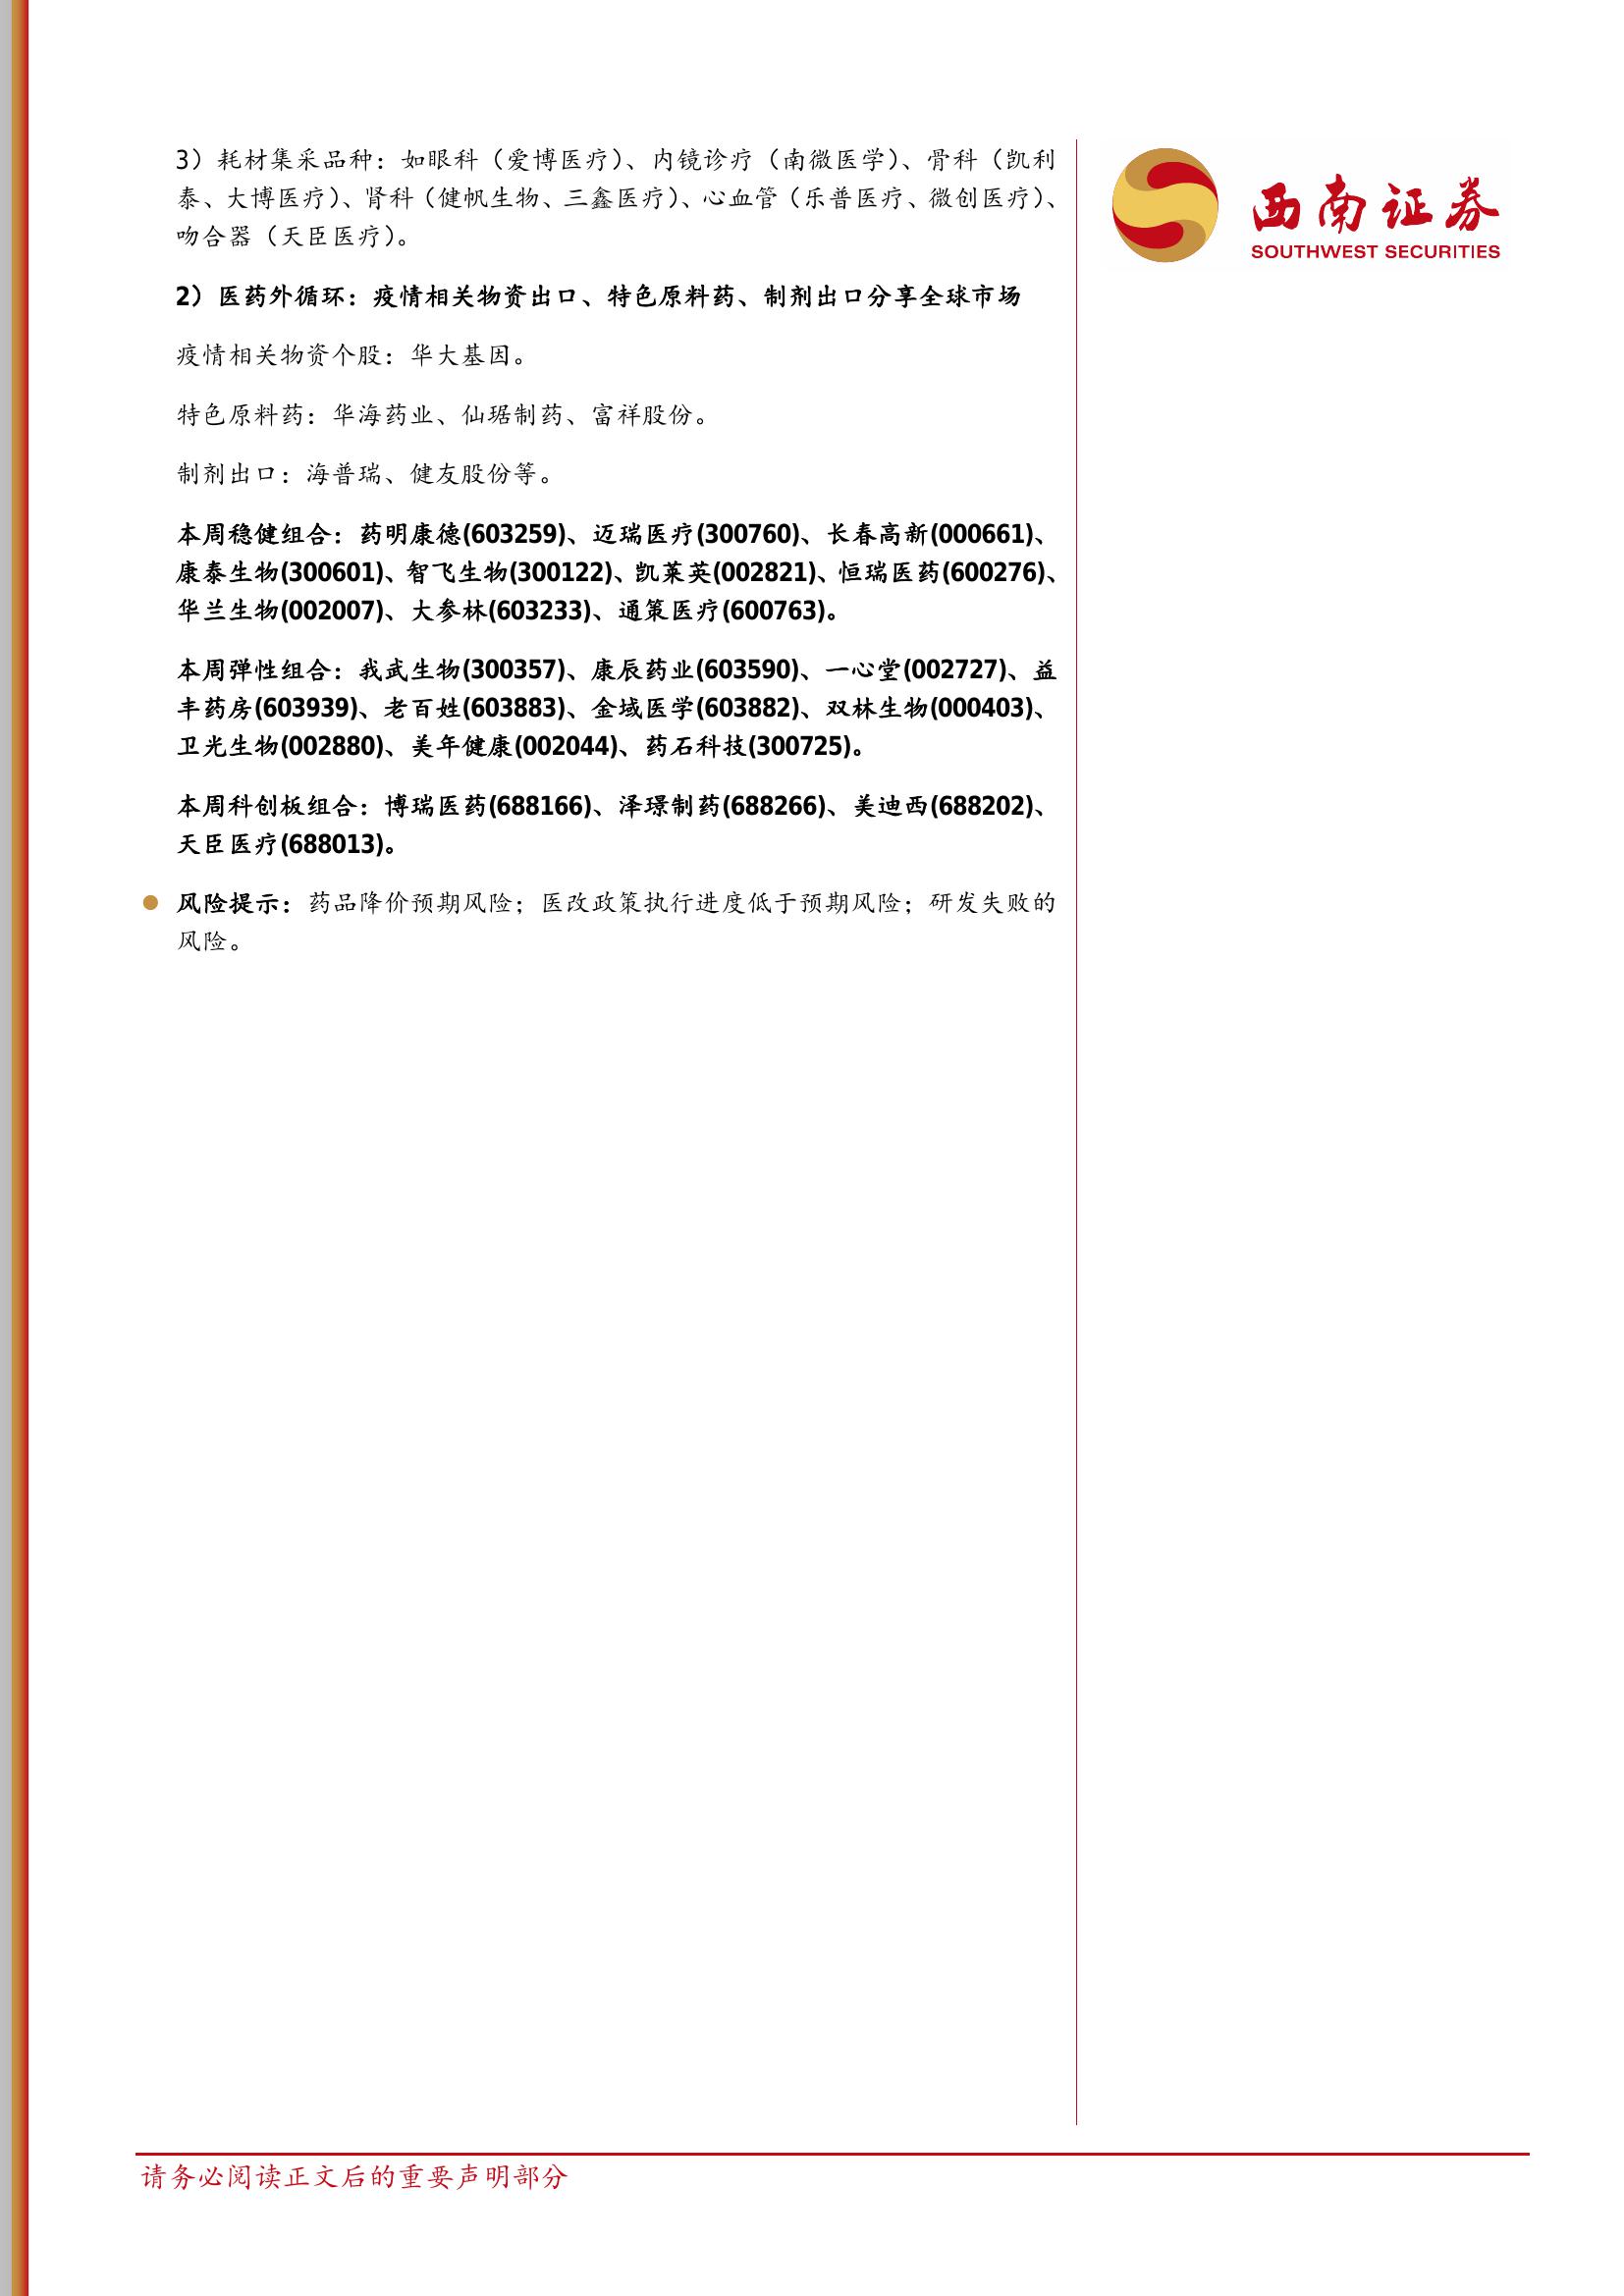 3）耗材集采品种：如眼科（爱博医疗）、内镜诊疗（南微医学）、骨科（凯利
泰、大博医疗）、肾科（健帆生物、三鑫医疗）、心血管（乐普医疗、微创医疗）、
吻合器（天臣医疗）。
2）医药外循环：疫情相关物资出口、特色原料药、制剂出口分享全球市场
疫情相关物资个股：华大基因。
特色原料药：华海药业、仙琚制药、富祥股份。
制剂出口：海普瑞、健友股份等。
本周稳健组合：药明康德(603259)、迈瑞医疗(300760)、长春高新(000661)、
康泰生物(300601)、智飞生物(300122)、凯莱英(002821)、恒瑞医药(600276)、
华兰生物(002007)、大参林(603233)、通策医疗(600763)。
本周弹性组合：我武生物(300357)、康辰药业(603590)、一心堂(002727)、益
丰药房(603939)、老百姓(603883)、金域医学(603882)、双林生物(000403)、
卫光生物(002880)、美年健康(002044)、药石科技(300725)。
本周科创板组合：博瑞医药(688166)、泽璟制药(688266)、美迪西(688202)、
天臣医疗(688013)。
风险提示：药品降价预期风险；医改政策执行进度低于预期风险；研发失败的
风险。
西南证券
SOUTHWEST SECURITIES
请务必阅读正文后的重要声明部分